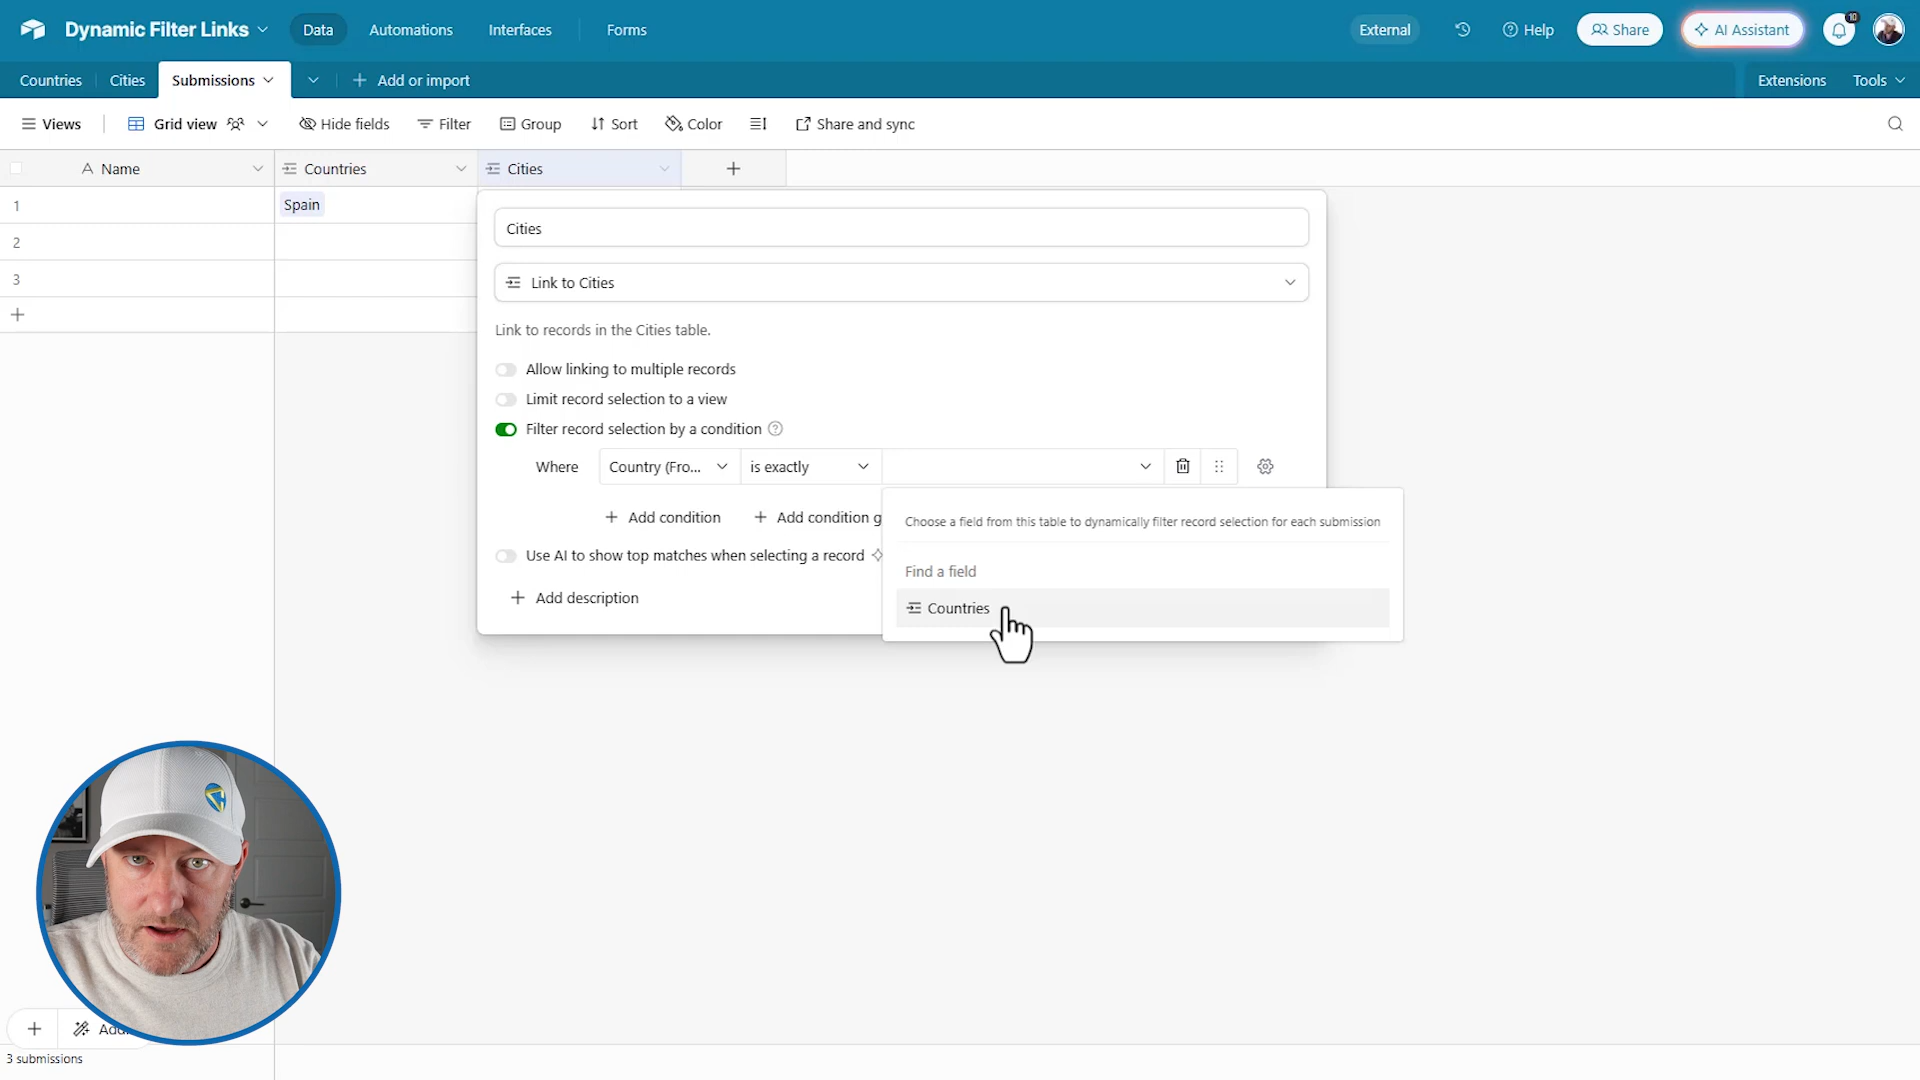 Dynamic Filter Links
Data
Automations
Interfaces
Forms
External
Help
Share
AI Assistant
10
Countries
Cities
Submissions
Add or import
Extensions
Tools
Views
Grid view
Hide fields
Filter
Group
Sort
Color
Share and sync
A Name
Countries
Cities
1
Spain
2
3
Cities
Link to Cities
Link to records in the Cities table.
Allow linking to multiple records
Limit record selection to a view
Filter record selection by a condition
Where
Country (Fro...
is exactly
Add condition
Add condition g
Choose a field from this table to dynamically filter record selection for each submission
Use AI to show top matches when selecting a record
Find a field
Countries
Add description
Add
3 submissions